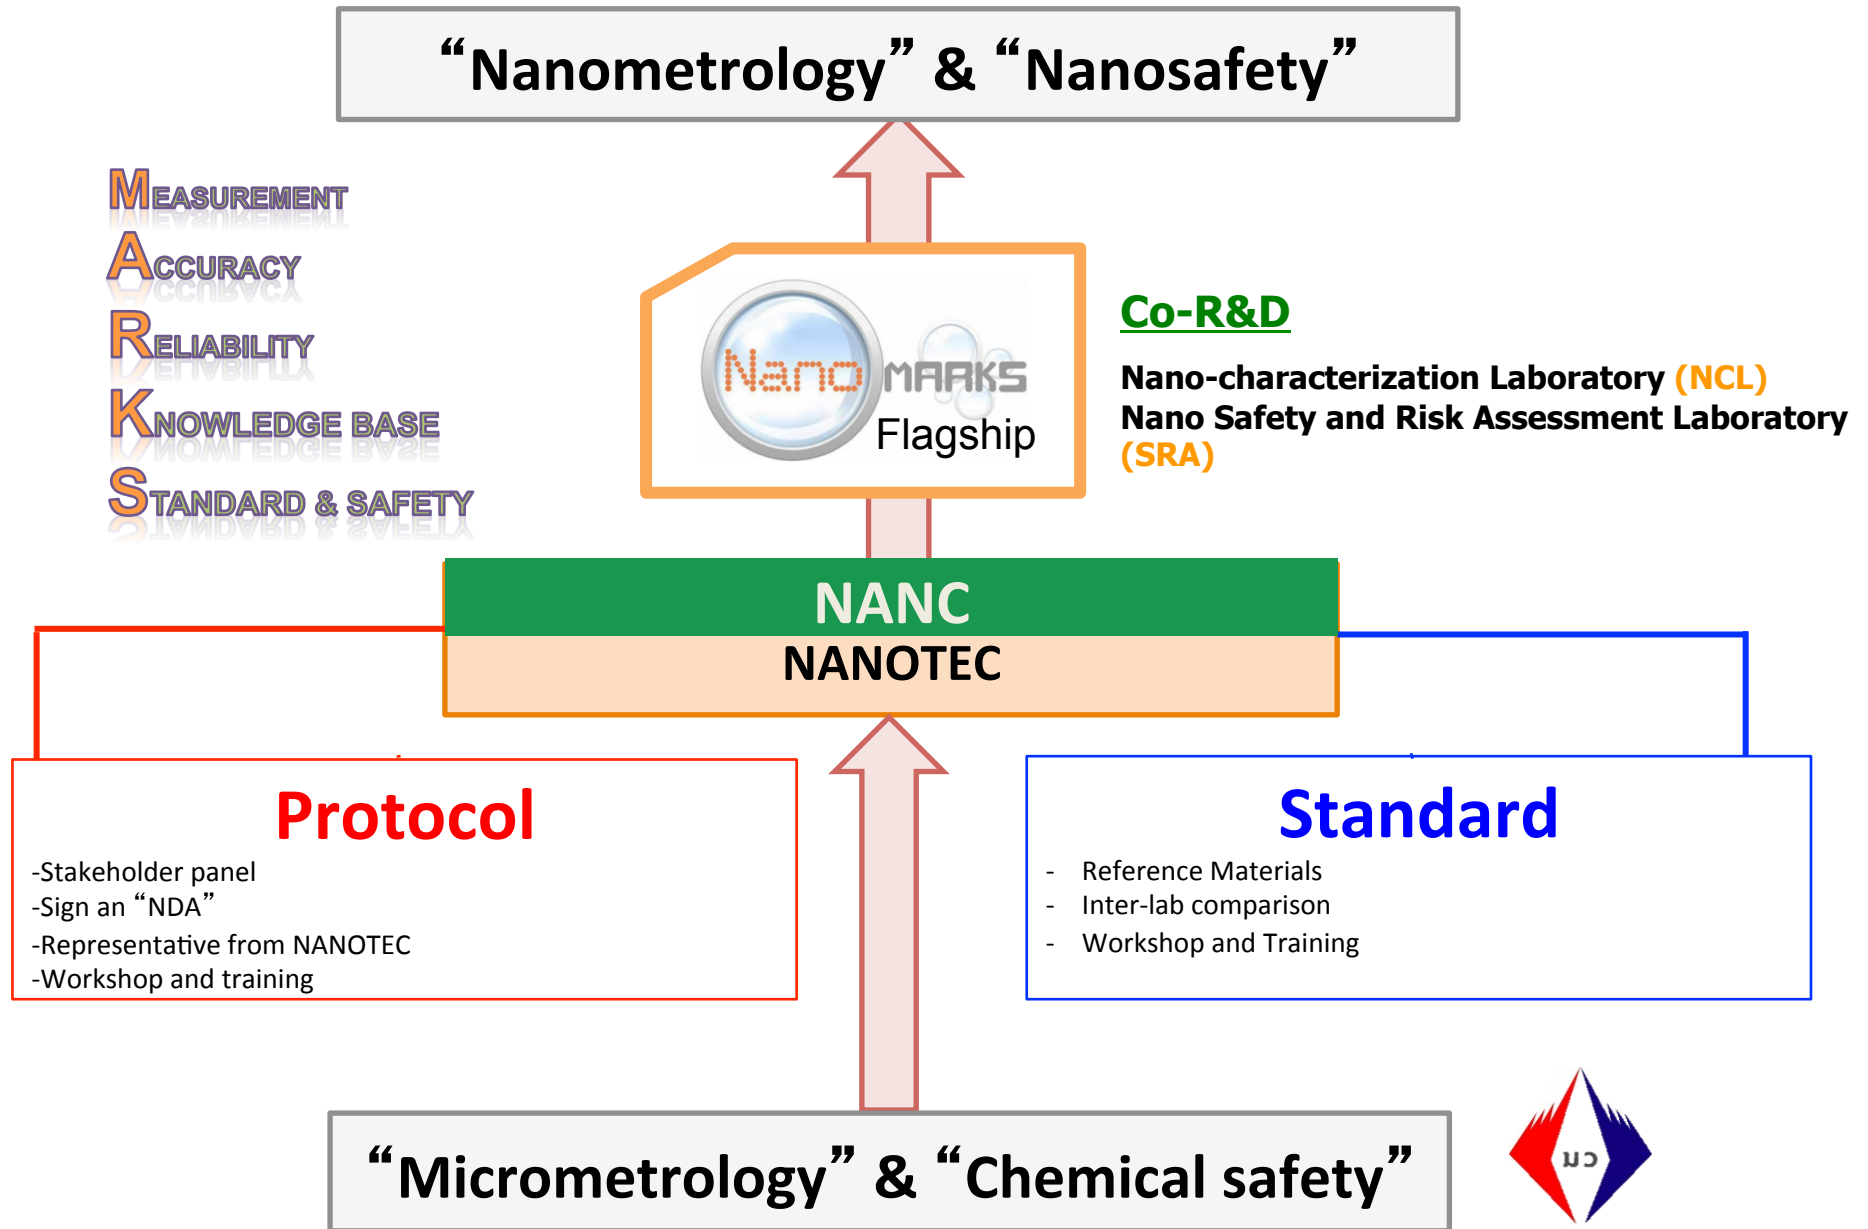 “Nanometrology” & “Nanosafety”
MEASUREMENT
ACCURACY
RELIABILITY
KNOWLEDGE BASE
STANDARD & SAFETY
Nano MARKS
Flagship
Co-R&D
Nano-characterization Laboratory (NCL)
Nano Safety and Risk Assessment Laboratory
(SRA)
NANC
NANOTEC
Protocol
-Stakeholder panel
-Sign an “NDA”
-Representative from NANOTEC
-Workshop and training
Standard
- Reference Materials
- Inter-lab comparison
- Workshop and Training
“Micrometrology” & “Chemical safety”
มว